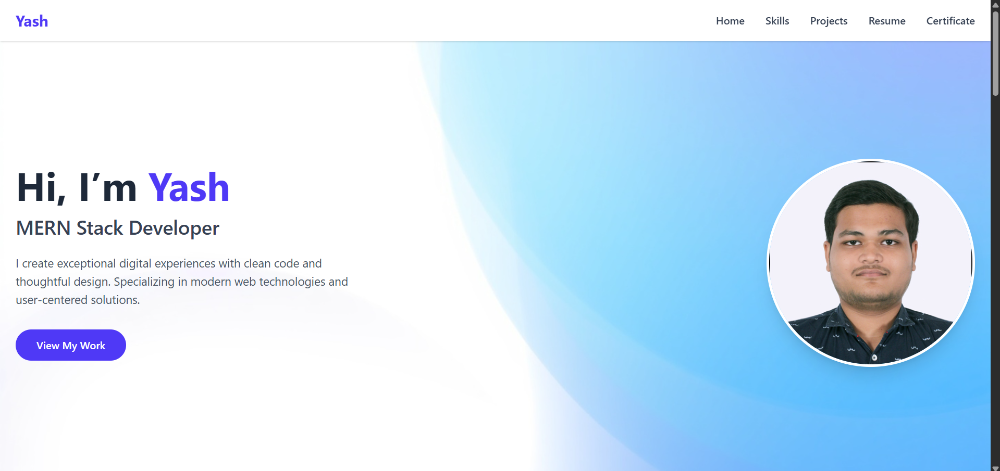 Yash
Home Skills Projects Resume Certificate
Hi, I’m Yash
MERN Stack Developer
I create exceptional digital experiences with clean code and
thoughtful design. Specializing in modern web technologies and
user-centered solutions.
View My Work